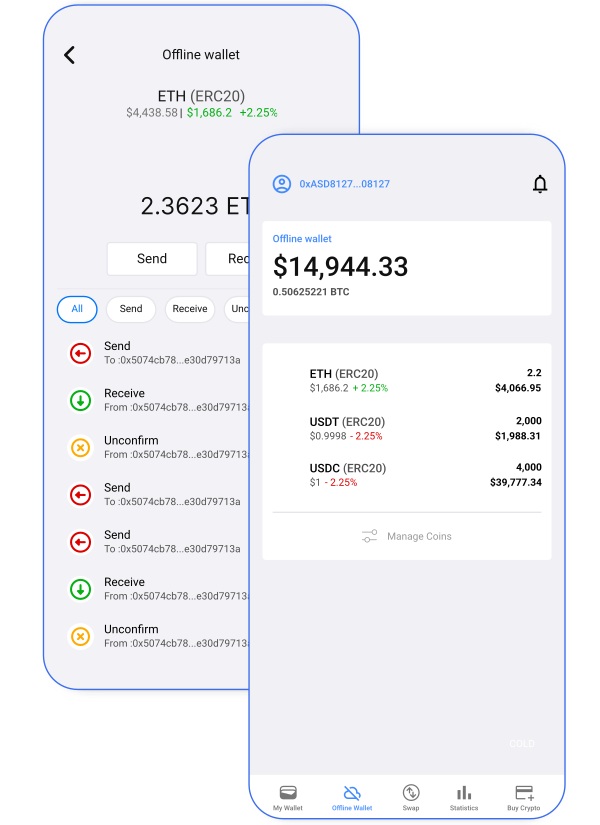 Offline wallet
ETH (ERC20)
$4,438.58| $1,686.2 +2.25%
2.3623 ET
Send
Rec
All
Send
Receive
Unc
Send
To :0x5074cb78...e30d79713a
Receive
From :0x5074cb78...e30d79713
Unconfirm
From :0x5074cb78...e30d79713
Send
To :0x5074cb78...e30d79713a
Send
To :0x5074cb78...e30d79713a
Receive
From :0x5074cb78...e30d79713
Unconfirm
From :0x5074cb78...e30d79713
0xASD8127...08127
Offline wallet
$14,944.33
0.50625221 BTC
ETH (ERC20) 2.2
$1,686.2 + 2.25% $4,066.95
USDT (ERC20) 2,000
$0.9998 - 2.25% $1,988.31
USDC (ERC20) 4,000
$1 - 2.25% $39,777.34
Manage Coins
GOLD
My Wallet
Offline Wallet
Swap
Statistics
Buy Crypto